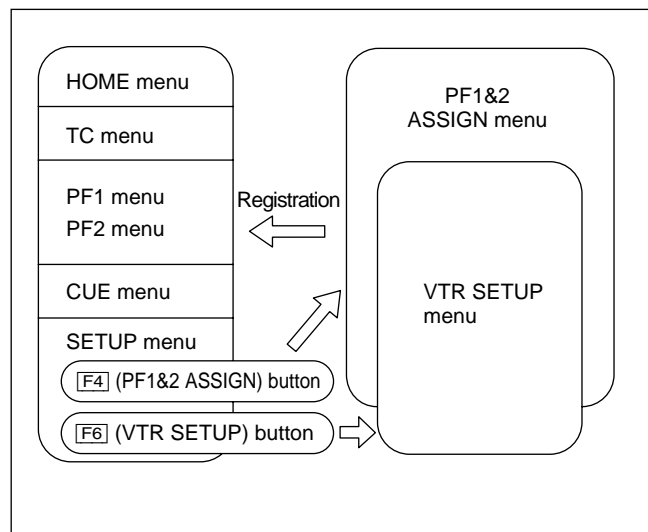 HOME menu
TC menu
PF1 menu
PF2 menu
CUE menu
SETUP menu
F4 (PF1&2 ASSIGN) button
F6 (VTR SETUP) button
Registration
PF1&2
ASSIGN menu
VTR SETUP
menu